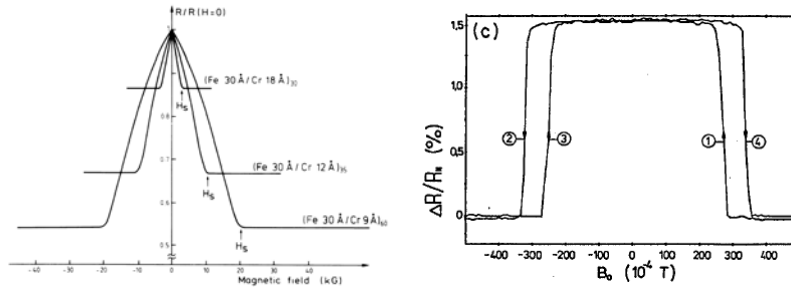 R/R(H=0)
(Fe 30 Å/Cr 18 Å)30
Hs
0.8
0.7
(Fe 30 Å/Cr 12 Å)35
Hs
0.6
(Fe 30 Å/Cr 9 Å)60
Hs
0.5
-40 -30 -20 -10 0 10 20 30 40
Magnetic field (kG)
(c)
1,5
1,0
0,5
0
ΔR/R (%)
② ③ ① ④
-400 -300 -200 -100 0 100 200 300 400
B₀ (10⁻⁴ T)